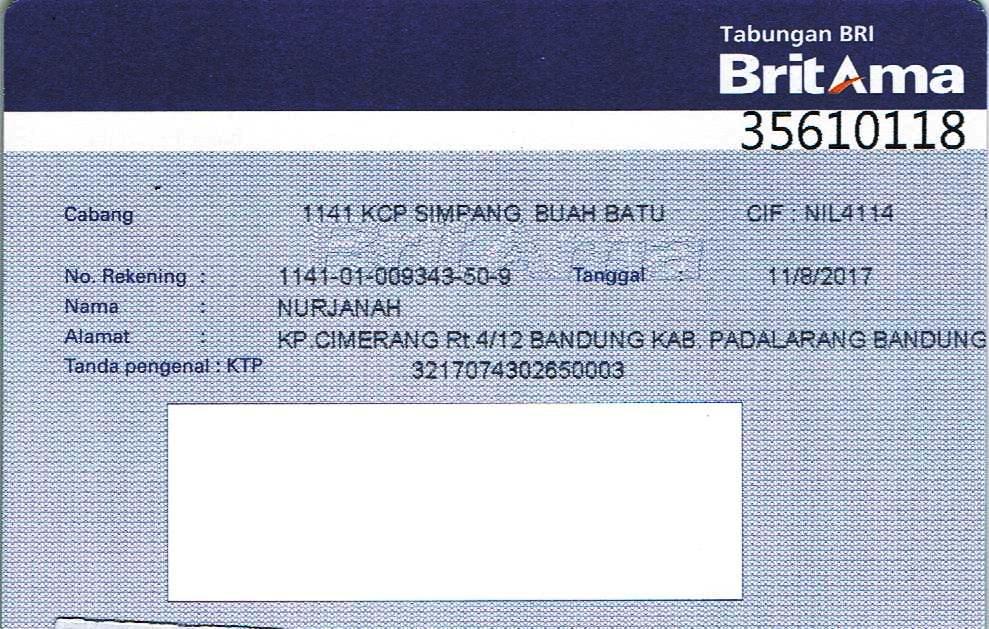 Tabungan BRI
BritAma
35610118
Cabang 1141 KCP SIMPANG BUAH BATU CIF : NIL4114
No. Rekening : 1141-01-009343-50-9 Tanggal : 11/8/2017
Nama : NURJANAH
Alamat : KP.CIMERANG Rt.4/12 BANDUNG KAB. PADALARANG BANDUNG
Tanda pengenal : KTP 3217074302650003